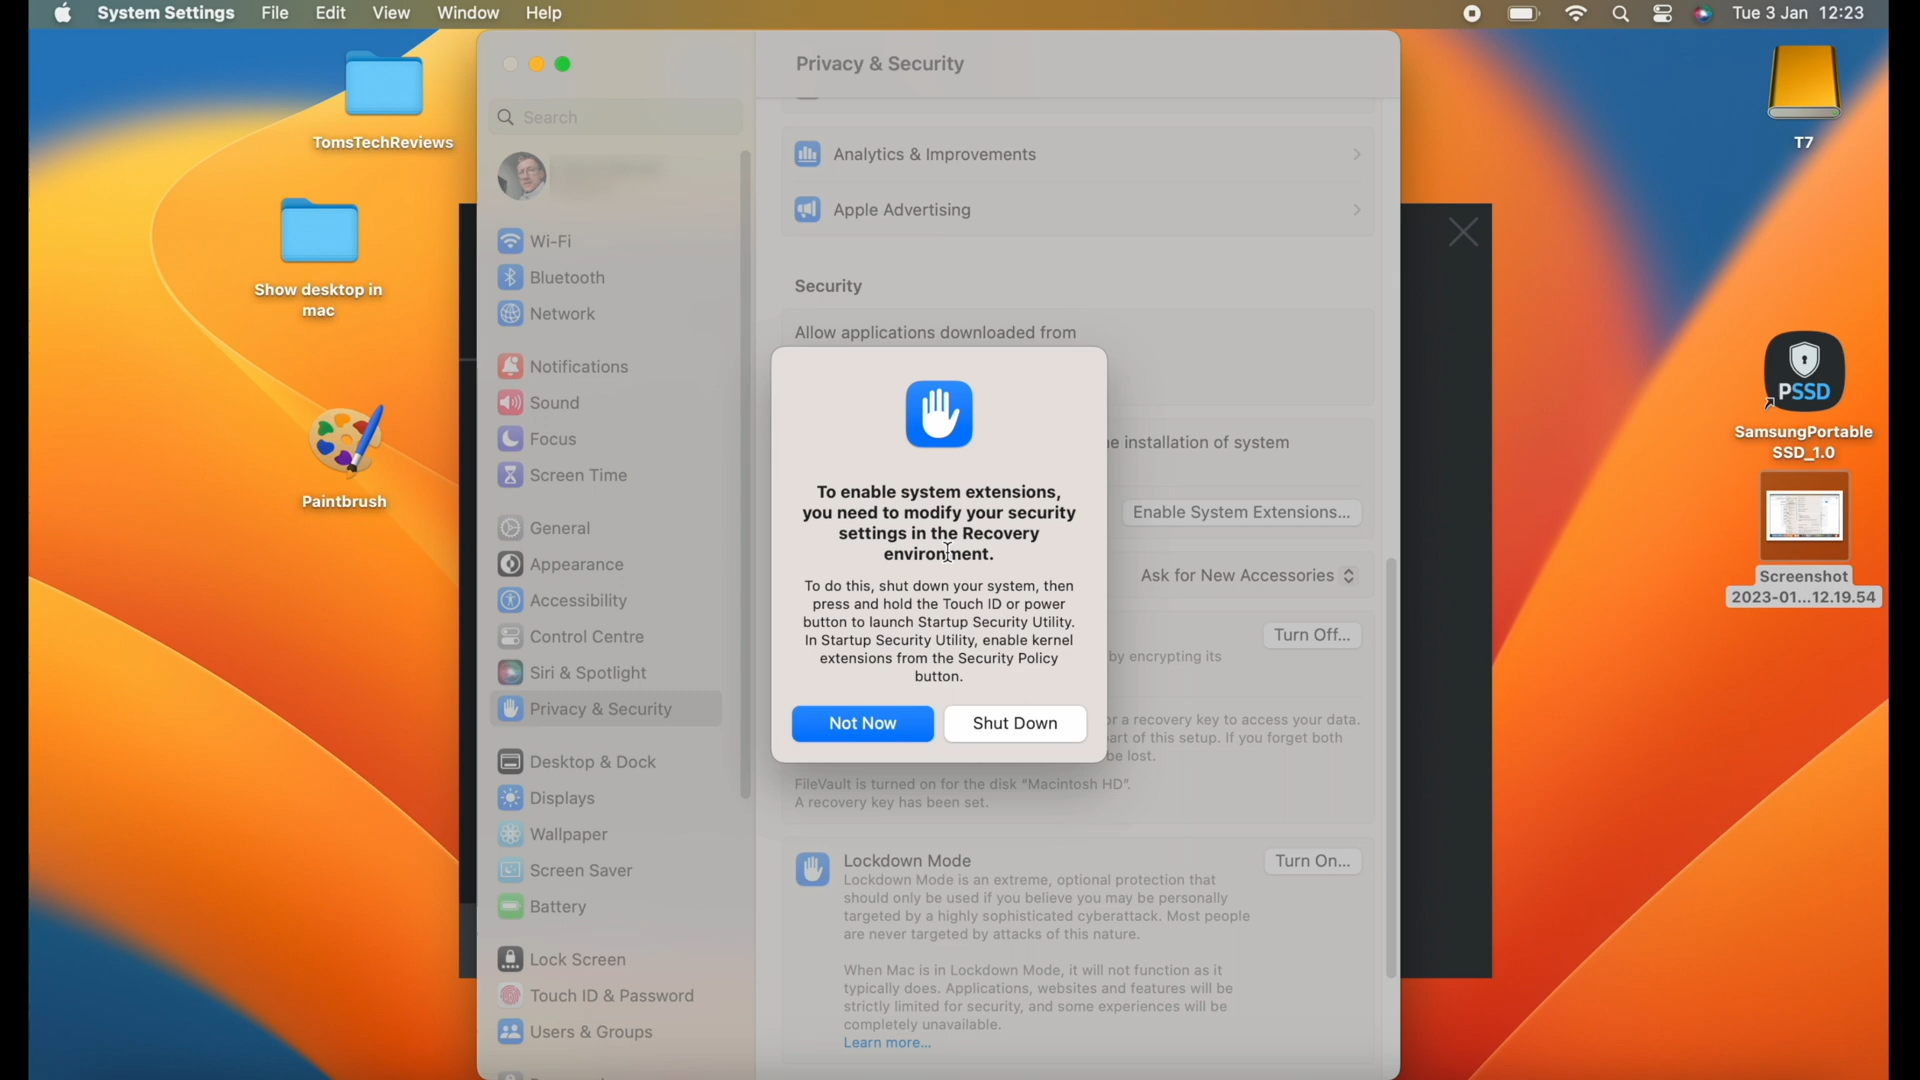 System Settings File Edit View Window Help
Tue 3 Jan 12:23
TomsTechReviews
Show desktop in
mac
Paintbrush
Privacy & Security
Search
Wi-Fi
Bluetooth
Network
Notifications
Sound
Focus
Screen Time
General
Appearance
Accessibility
Control Centre
Siri & Spotlight
Privacy & Security
Desktop & Dock
Displays
Wallpaper
Screen Saver
Battery
Lock Screen
Touch ID & Password
Users & Groups
Analytics & Improvements
Apple Advertising
Security
Allow applications downloaded from
installation of system
Enable System Extensions...
Ask for New Accessories
Turn Off...
by encrypting its
a recovery key to access your data.
of this setup. If you forget both
be lost.
FileVault is turned on for the disk "Macintosh HD".
A recovery key has been set.
Lockdown Mode
Turn On...
Lockdown Mode is an extreme, optional protection that
should only be used if you believe you may be personally
targeted by a highly sophisticated cyberattack. Most people
are never targeted by attacks of this nature.
When Mac is in Lockdown Mode, it will not function as it
typically does. Applications, websites and features will be
strictly limited for security, and some experiences will be
completely unavailable.
Learn more...
To enable system extensions,
you need to modify your security
settings in the Recovery
environment.
To do this, shut down your system, then
press and hold the Touch ID or power
button to launch Startup Security Utility.
In Startup Security Utility, enable kernel
extensions from the Security Policy
button.
Not Now
Shut Down
T7
PSSD
SamsungPortable
SSD_1.0
Screenshot
2023-01...12.19.54